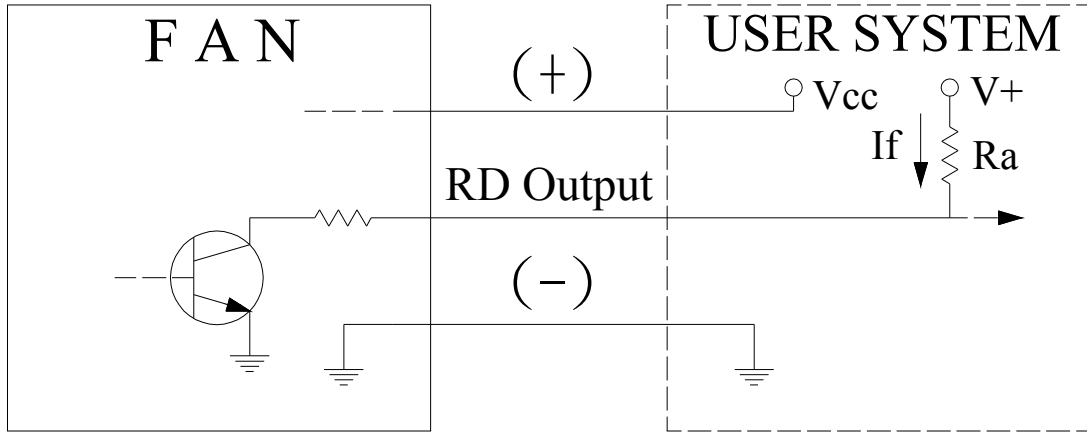 F A N
USER SYSTEM
(+)
Vcc
V+
If
Ra
RD Output
(-)